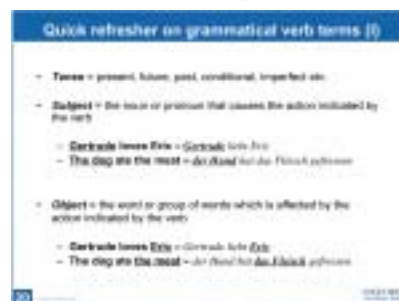 Quick refresher on grammatical verb terms (I)
– Tense = present, future, past, conditional, imperfect etc
– Subject = the noun or pronoun that causes the action indicated by
the verb
– Gertrude loves Eric = Gertrude liebt Eric
– The dog ate the meat = der Hund hat das Fleisch gefressen
– Object = the word or group of words which is affected by the
action indicated by the verb
– Gertrude loves Eric = Gertrude liebt Eric
– The dog ate the meat = der Hund hat das Fleisch gefressen